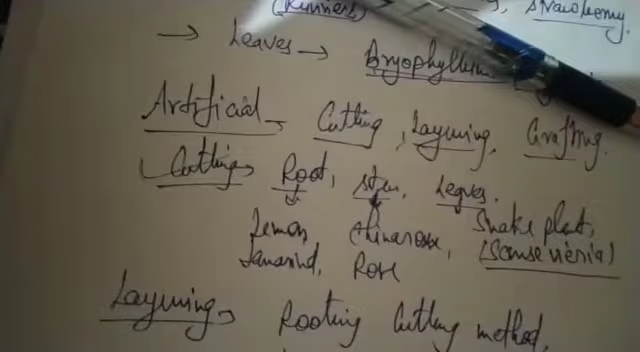 (Runners) , Strawberry.
→ Leaves → Bryophyllum
Artificial → Cutting, Layering, Grafting.
Cutting → Root, stem, Leaves.
Lemon chinarose, Snake plant,
Tamarind, Rose (Sansevieria)
Layering → Rooting Cutting method,